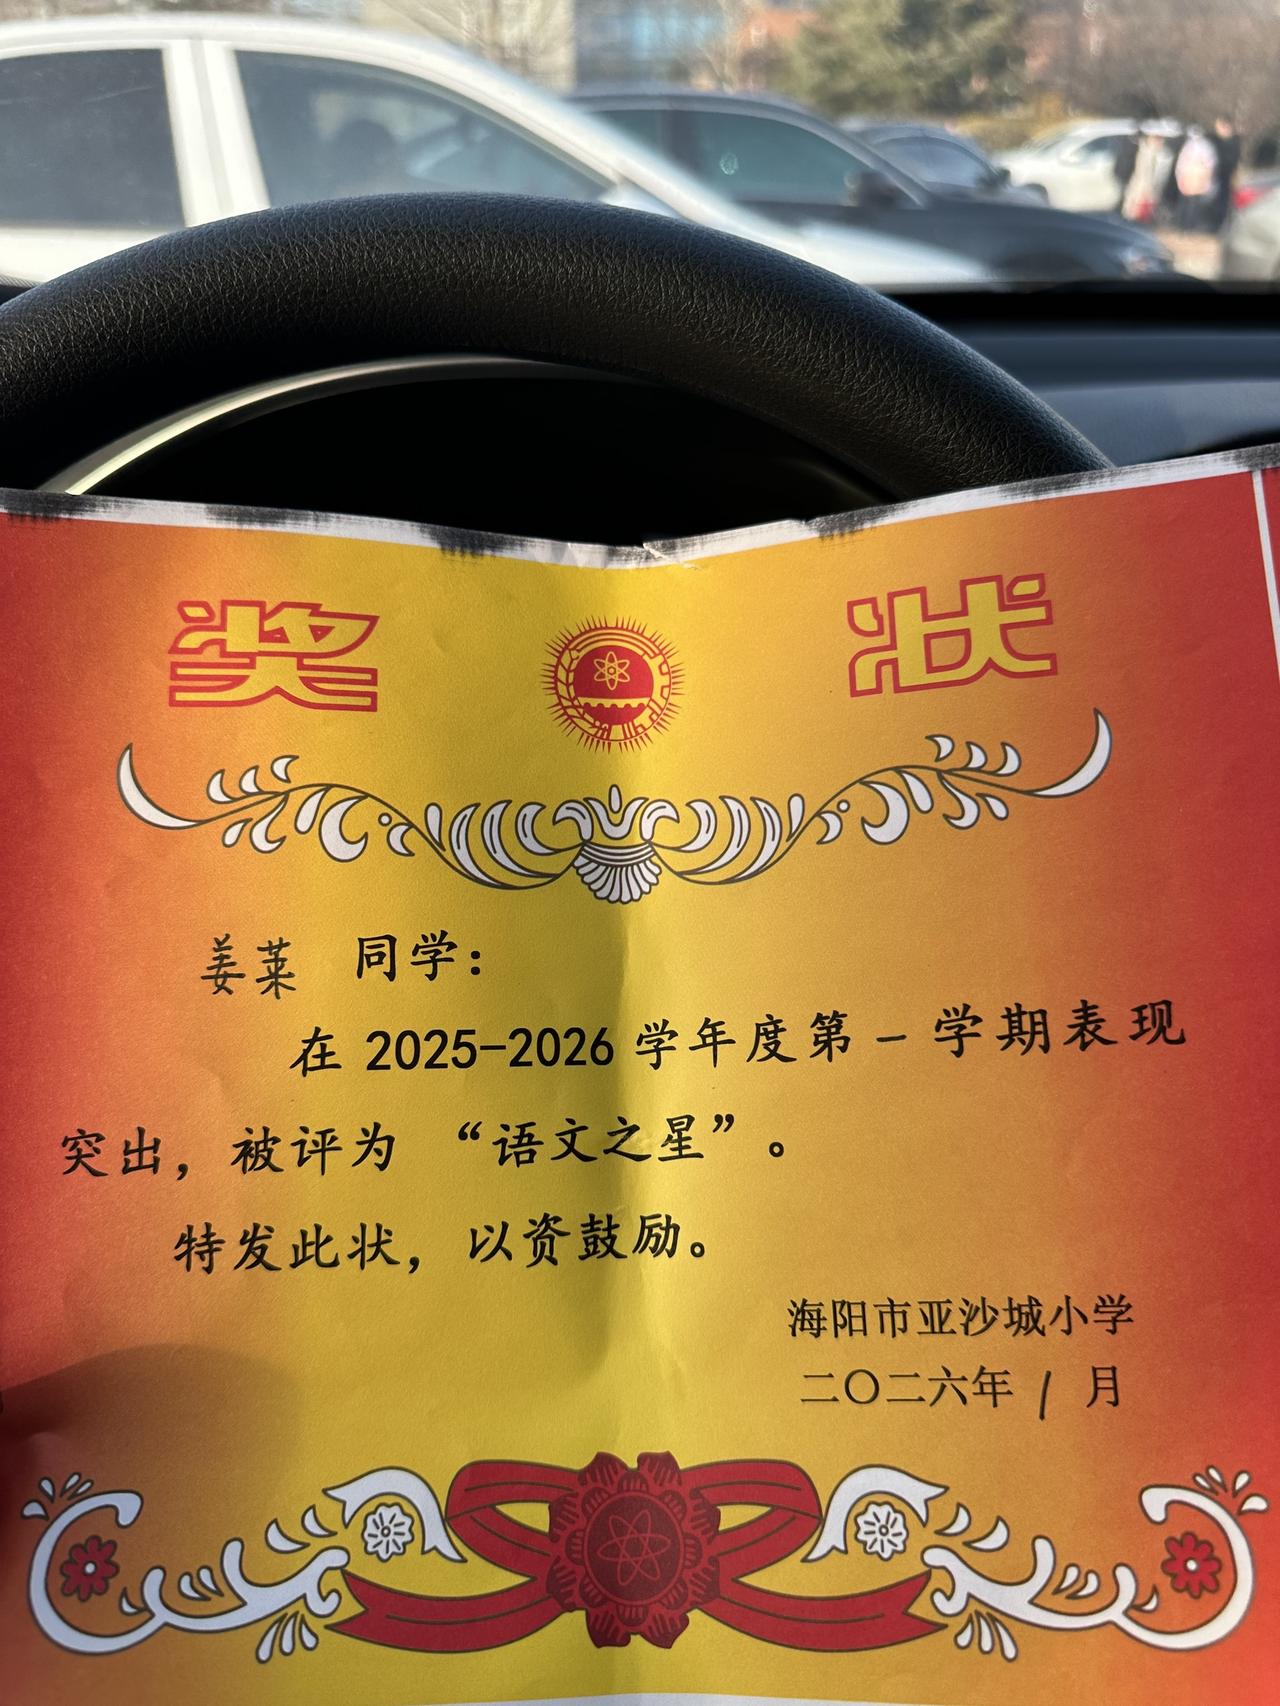 奖状
姜菜 同学：
在 2025-2026 学年度第一学期表现
突出，被评为 “语文之星”。
特发此状，以资鼓励。
海阳市亚沙城小学
二〇二六年 1 月